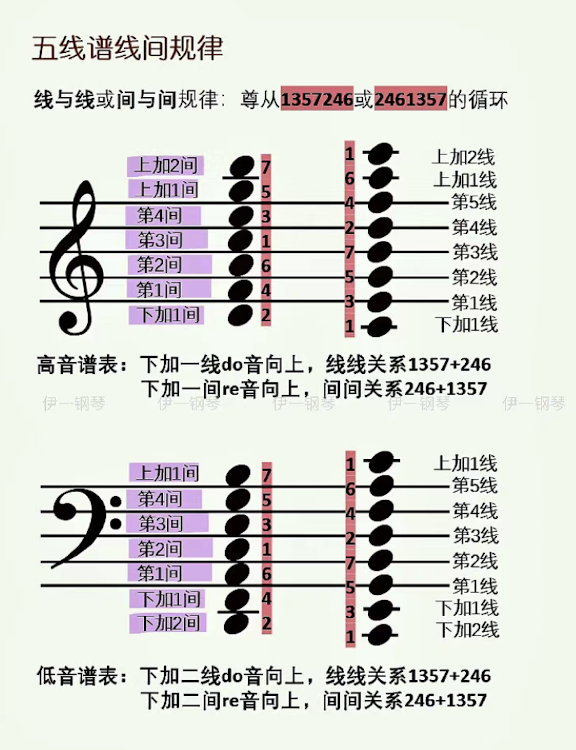 五线谱线间规律
线与线或间与间规律：尊从1357246或2461357的循环
上加2间 7
上加1间 5
第4间 3
第3间 1
第2间 6
第1间 4
下加1间 2
1 上加2线
6 上加1线
4 第5线
2 第4线
7 第3线
5 第2线
3 第1线
1 下加1线
高音谱表：下加一线do音向上，线线关系1357+246
下加一间re音向上，间间关系246+1357
伊一钢琴 伊一钢琴 伊一钢琴 伊一钢琴 伊一钢琴
上加1间 7
第4间 5
第3间 3
第2间 1
第1间 6
下加1间 4
下加2间 2
1 上加1线
6 第5线
4 第4线
2 第3线
7 第2线
5 第1线
3 下加1线
1 下加2线
低音谱表：下加二线do音向上，线线关系1357+246
下加二间re音向上，间间关系246+1357